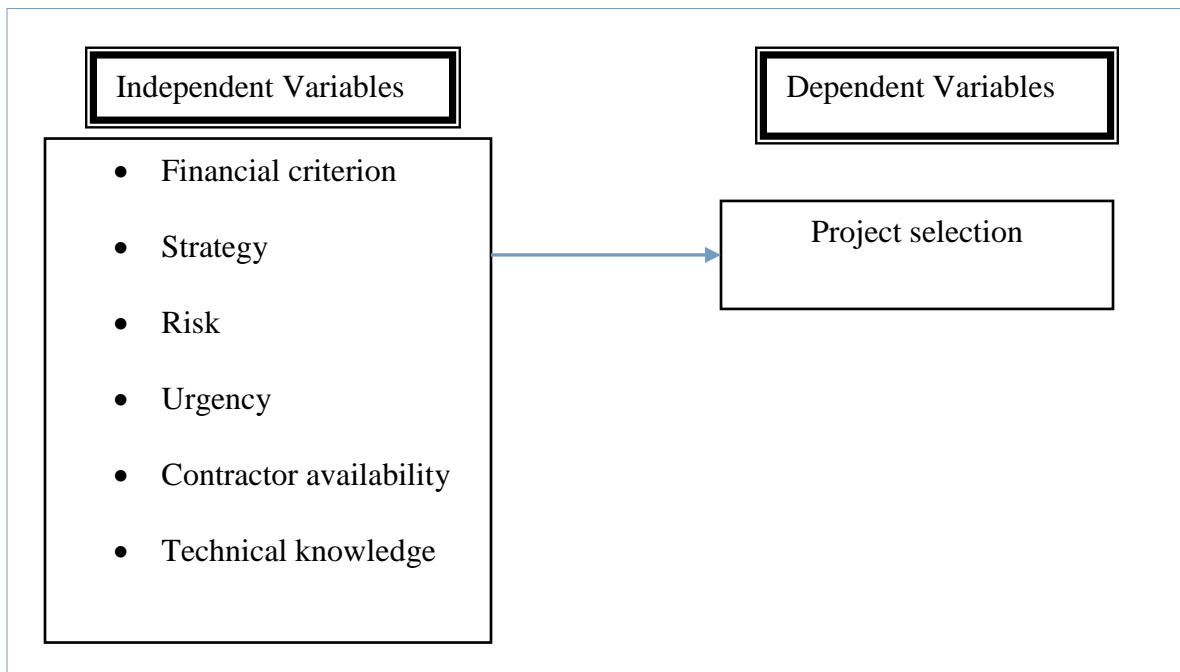 Independent Variables
Dependent Variables
• Financial criterion
• Strategy
• Risk
• Urgency
• Contractor availability
• Technical knowledge
Project selection